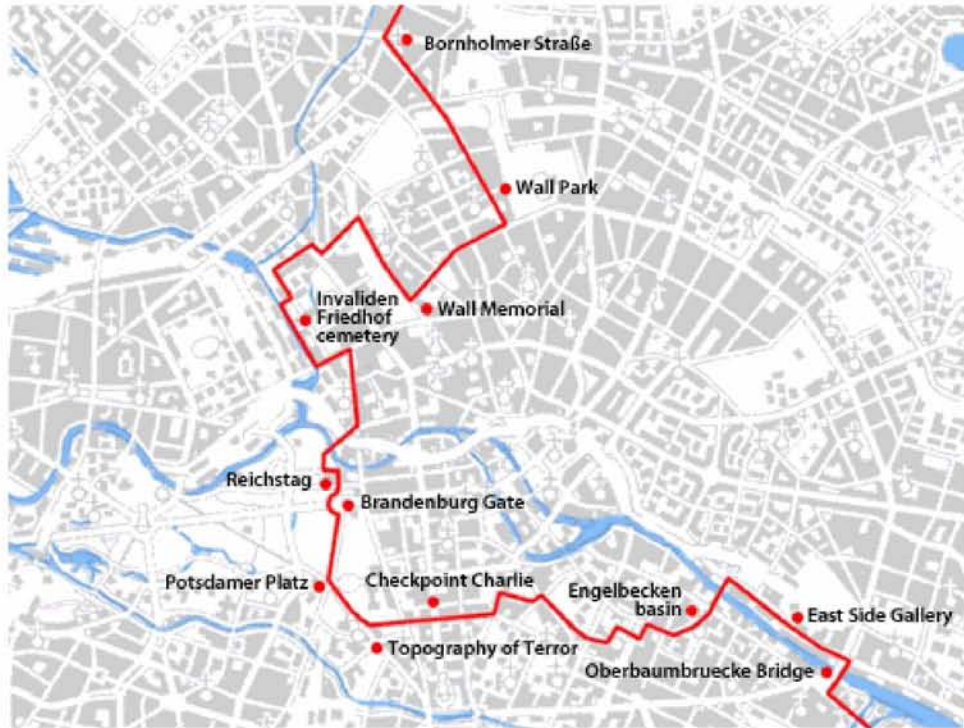 Bornholmer Straße
Wall Park
Invaliden
Friedhof
cemetery
Wall Memorial
Reichstag
Brandenburg Gate
Potsdamer Platz
Checkpoint Charlie
Engelbecken
basin
East Side Gallery
Topography of Terror
Oberbaumbruecke Bridge